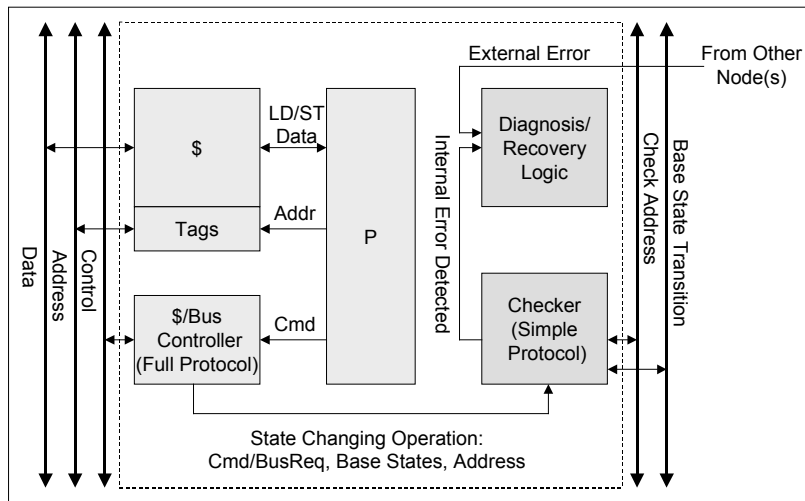 External Error
From Other
Node(s)
$
LD/ST
Data
Diagnosis/
Recovery
Logic
Tags
Addr
P
Internal Error Detected
Check Address
Base State Transition
Data
Address
Control
$/Bus
Controller
(Full Protocol)
Cmd
Checker
(Simple
Protocol)
State Changing Operation:
Cmd/BusReq, Base States, Address